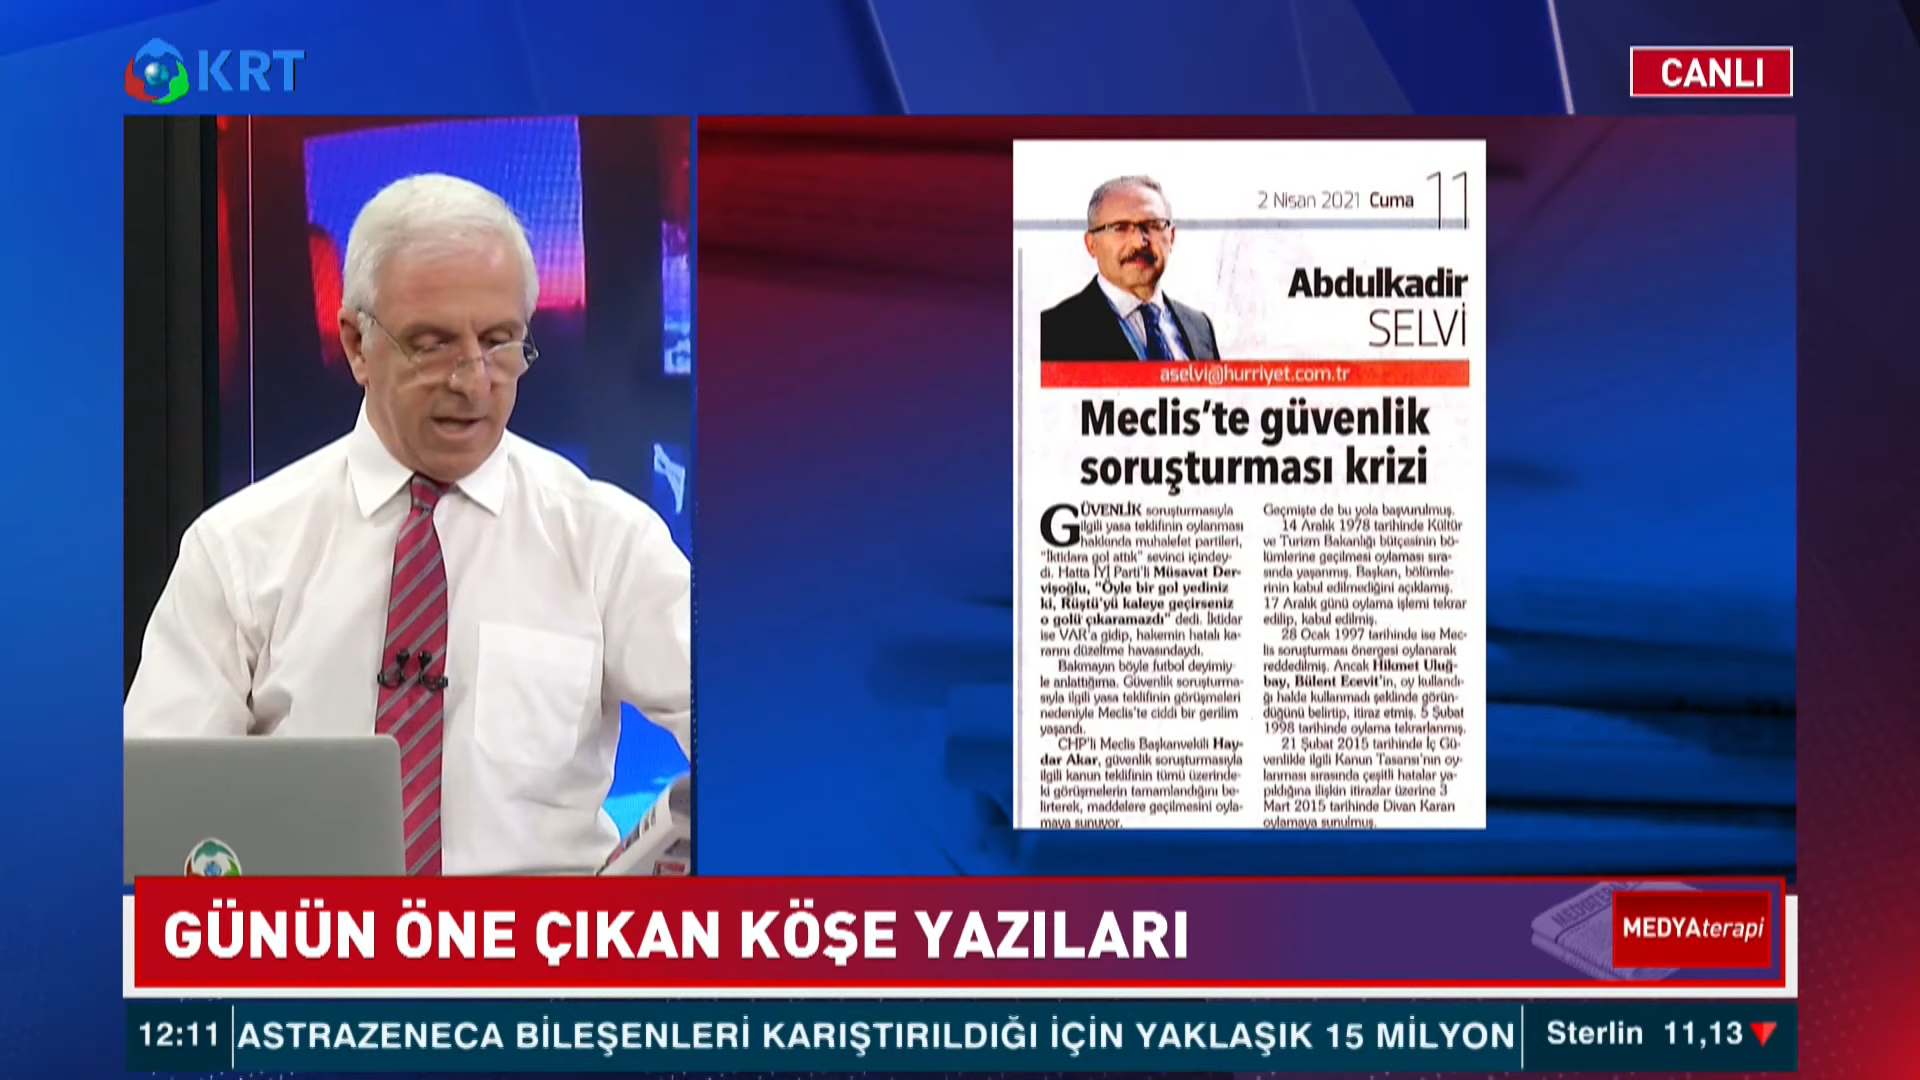 KRT
CANLI
2 Nisan 2021 Cuma 11
Abdulkadir
SELVİ
aselvi@hurriyet.com.tr
Meclis'te güvenlik
soruşturması krizi
GÜVENLİK soruşturmasıyla
ilgili yasa teklifinin oylanması
hakkında muhalefet partileri,
"İktidara gol attık" sevinci içindey-
di. Hatta İYİ Parti'li Müsavat Der-
vişoğlu, "Öyle bir gol yediniz
ki, Rüştü'yü kaleye geçirseniz
o golü çıkaramazdı" dedi. İktidar
ise VAR'a gidip, hakemin hatalı ka-
rarını düzeltme havasındaydı.
Bakmayın böyle futbol deyimiy-
le anlattığıma. Güvenlik soruşturma-
sıyla ilgili yasa teklifinin görüşmeleri
nedeniyle Meclis'te ciddi bir gerilim
yaşandı.
CHP'li Meclis Başkanvekili Hay-
dar Akar, güvenlik soruşturmasıyla
ilgili kanun teklifinin tümü üzerinde-
ki görüşmelerin tamamlandığını be-
lirterek, maddelere geçilmesini oyla-
maya sunuyor.
Geçmişte de bu yola başvurulmuş.
14 Aralık 1978 tarihinde Kültür
ve Turizm Bakanlığı bütçesinin bö-
lümlerine geçilmesi oylaması sıra-
sında yaşanmış. Başkan, bölümle-
rinin kabul edilmediğini açıklamış.
17 Aralık günü oylama işlemi tekrar
edilip, kabul edilmiş.
28 Ocak 1997 tarihinde ise Mec-
lis soruşturması önergesi oylanarak
reddedilmiş. Ancak Hikmet Uluğ-
bay, Bülent Ecevit'in, oy kullandı-
ğı halde kullanmadı şeklinde görün-
düğünü belirtip, itiraz etmiş. 5 Şubat
1998 tarihinde oylama tekrarlanmış.
21 Şubat 2015 tarihinde İç Gü-
venlikle ilgili Kanun Tasarısı'nın oy-
lanması sırasında çeşitli hatalar ya-
pıldığına ilişkin itirazlar üzerine 3
Mart 2015 tarihinde Divan Kararı
oylamaya sunulmuş.
GÜNÜN ÖNE ÇIKAN KÖŞE YAZILARI
MEDYAterapi
12:11 ASTRAZENECA BİLEŞENLERİ KARIŞTIRILDIĞI İÇİN YAKLAŞIK 15 MİLYON Sterlin 11,13